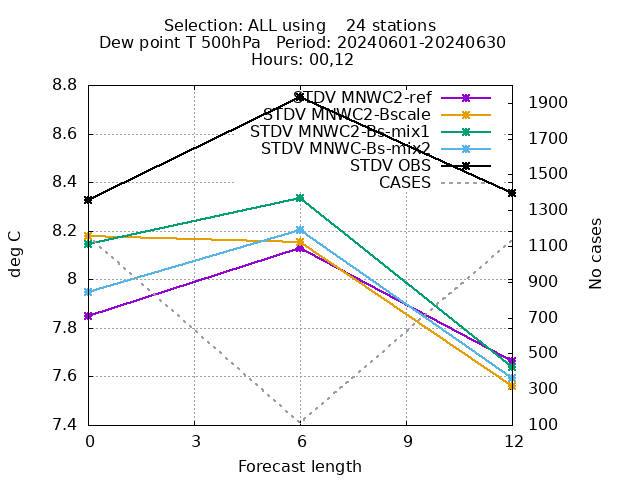 Selection: ALL using    24 stations
Dew point T 500hPa   Period: 20240601-20240630
Hours: 00,12
STDV MNWC2-ref
STDV MNWC2-Bscale
STDV MNWC2-Bs-mix1
STDV MNWC-Bs-mix2
STDV OBS
CASES
8.8
8.6
8.4
8.2
8
7.8
7.6
7.4
deg C
1900
1700
1500
1300
1100
900
700
500
300
100
No cases
0 3 6 9 12
Forecast length